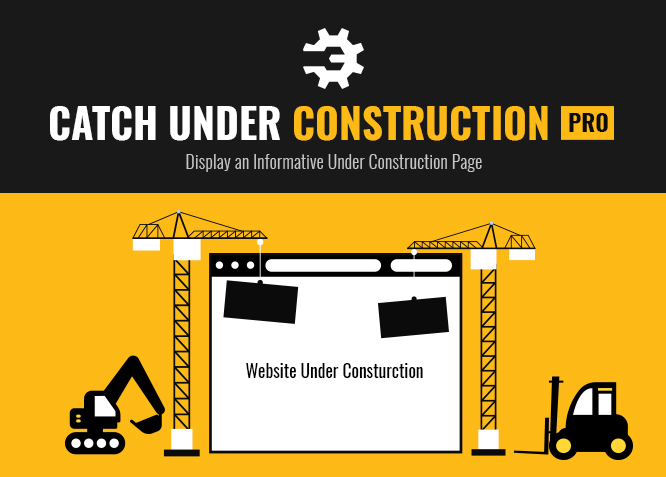 CATCH UNDER CONSTRUCTION PRO
Display an Informative Under Construction Page
Website Under Consturction